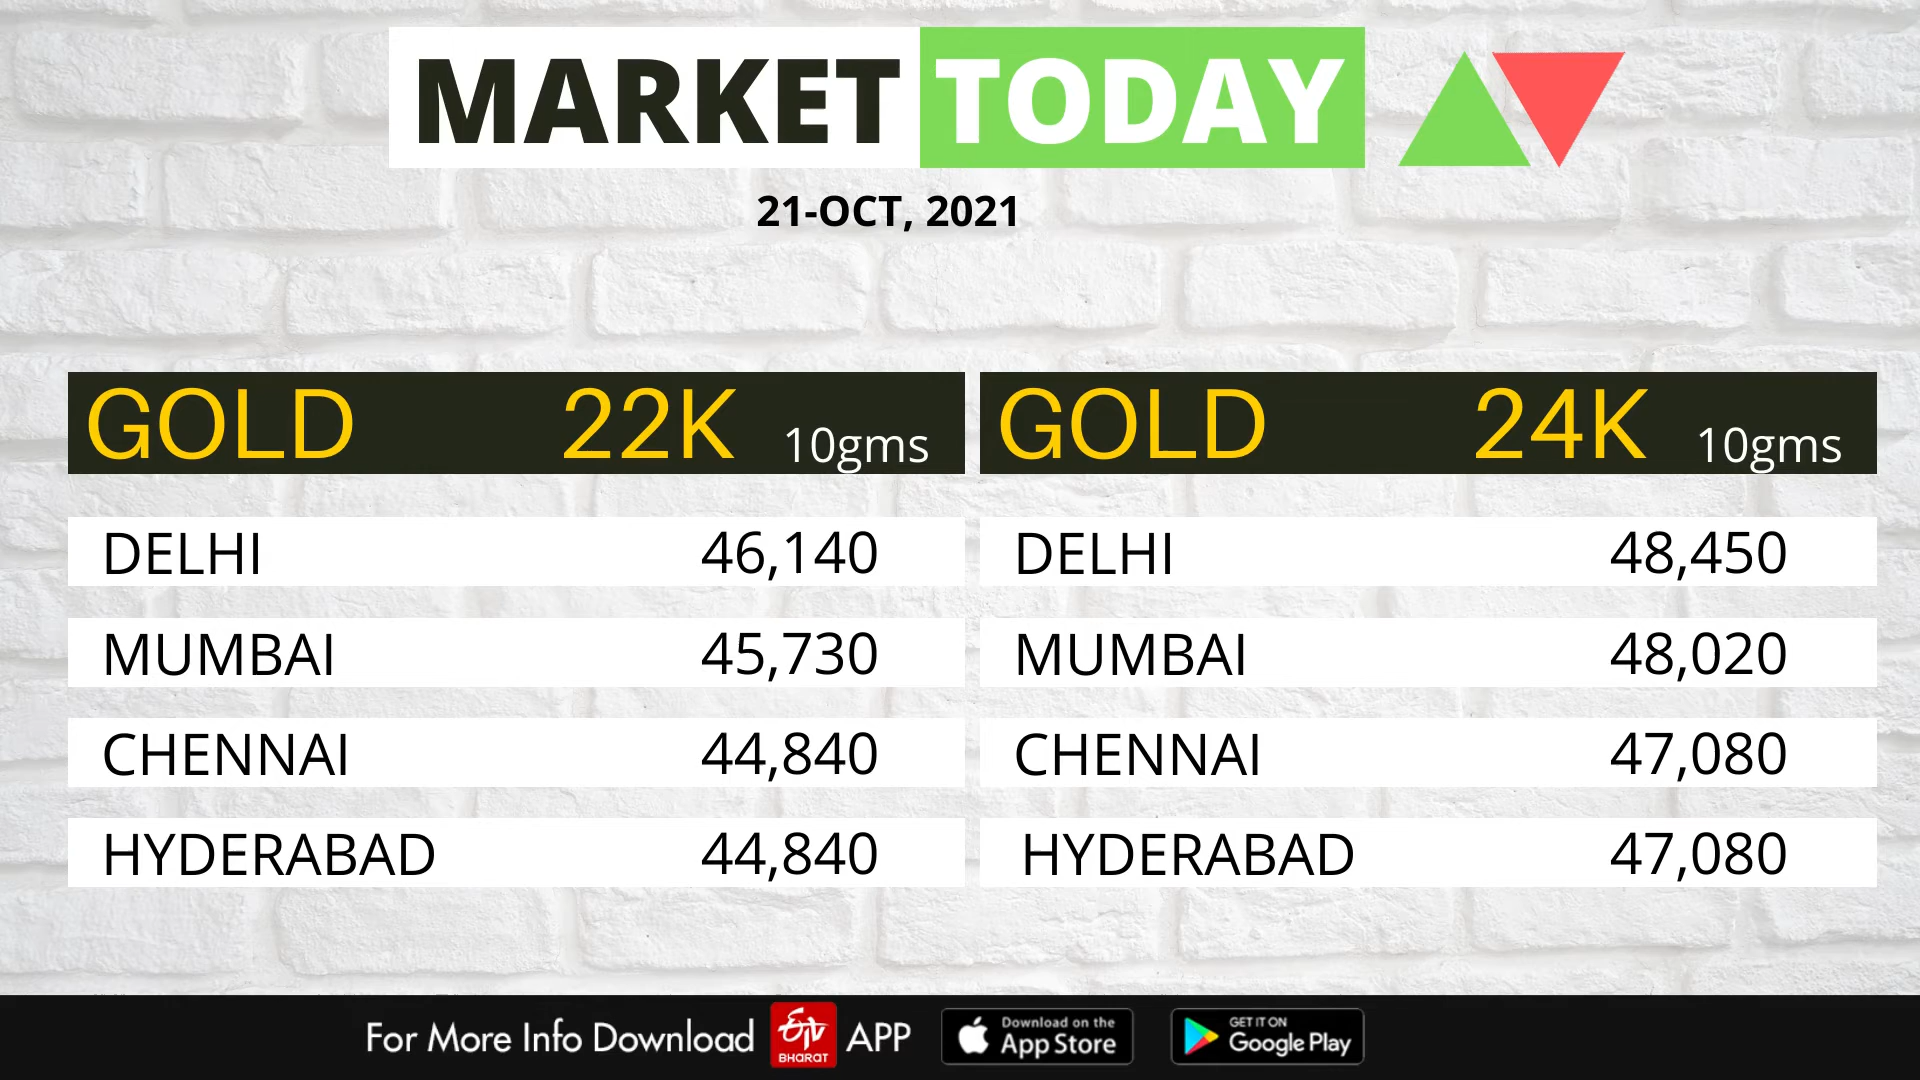 MARKET TODAY
21-OCT, 2021
GOLD 22K 10gms
DELHI 46,140
MUMBAI 45,730
CHENNAI 44,840
HYDERABAD 44,840
GOLD 24K 10gms
DELHI 48,450
MUMBAI 48,020
CHENNAI 47,080
HYDERABAD 47,080
For More Info Download ETV BHARAT APP
Download on the
App Store
GET IT ON
Google Play